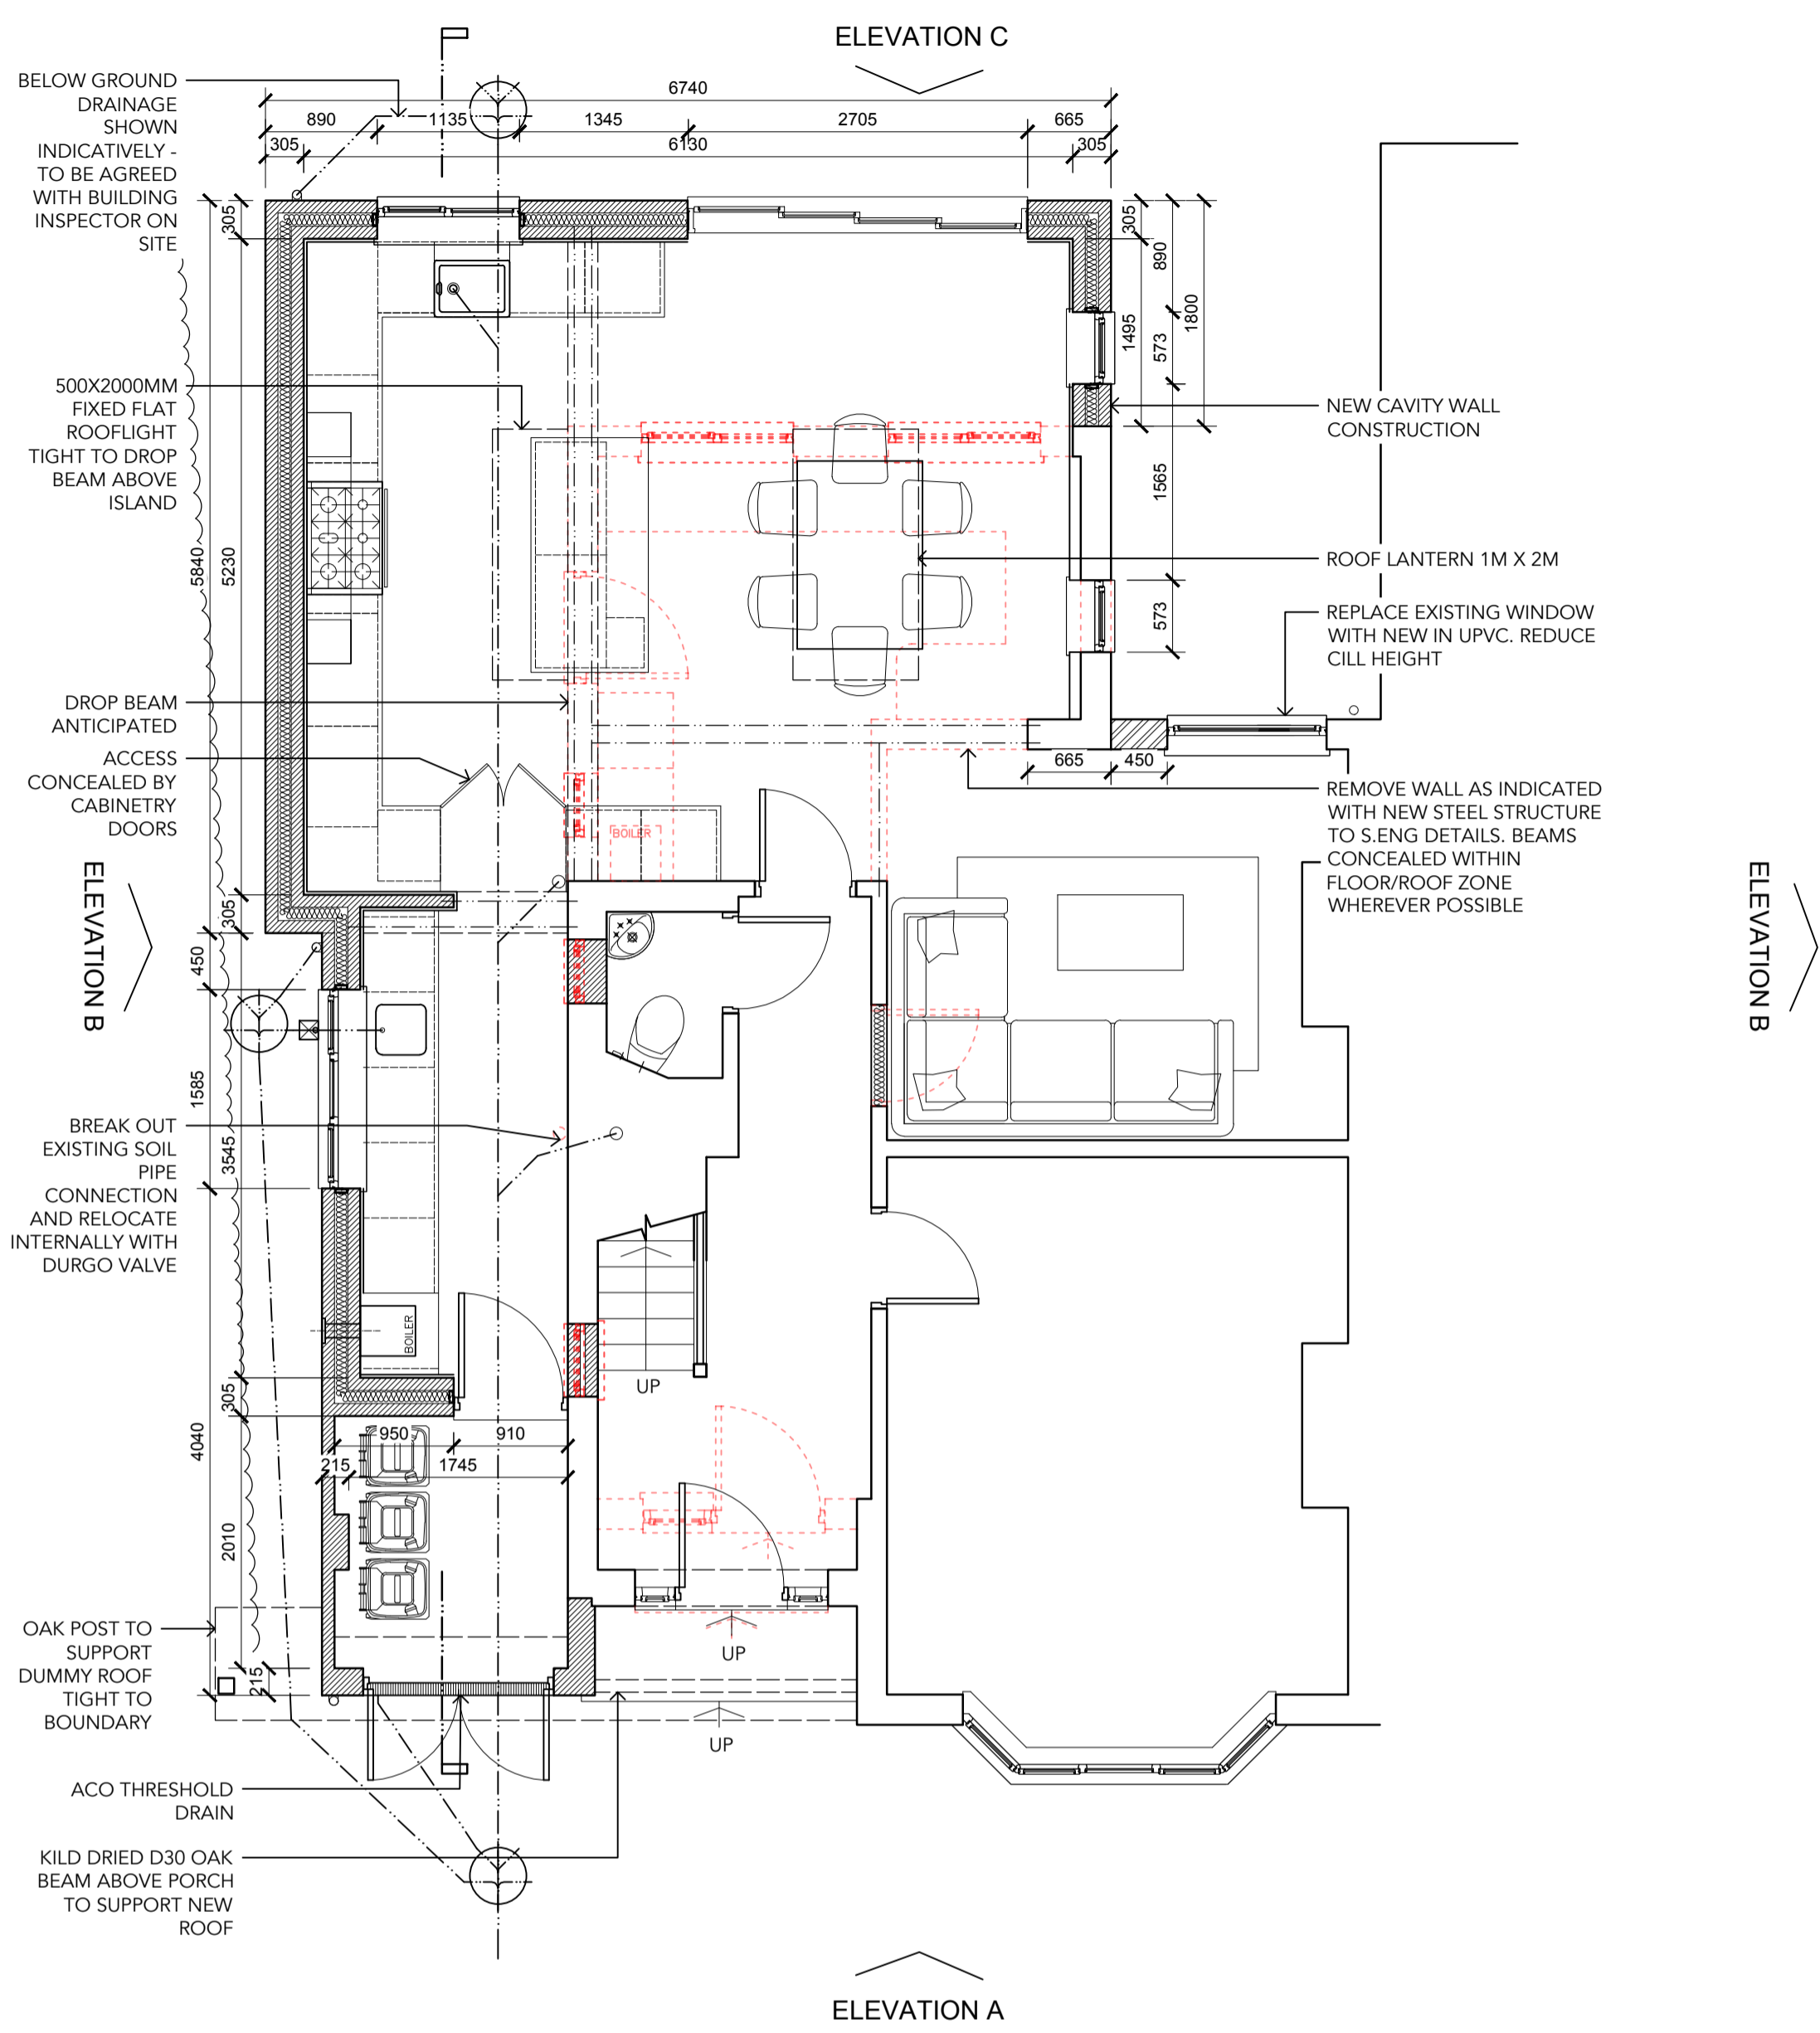 ELEVATION C
6740
890
1135
1345
2705
665
305
6130
305
BELOW GROUND
DRAINAGE
SHOWN
INDICATIVELY -
TO BE AGREED
WITH BUILDING
INSPECTOR ON
SITE
305
305
890
1800
1495
573
1565
573
500X2000MM
FIXED FLAT
ROOFLIGHT
TIGHT TO DROP
BEAM ABOVE
ISLAND
5840
5230
NEW CAVITY WALL
CONSTRUCTION
ROOF LANTERN 1M X 2M
REPLACE EXISTING WINDOW
WITH NEW IN UPVC. REDUCE
CILL HEIGHT
DROP BEAM
ANTICIPATED
ACCESS
CONCEALED BY
CABINETRY
DOORS
665
450
REMOVE WALL AS INDICATED
WITH NEW STEEL STRUCTURE
TO S.ENG DETAILS. BEAMS
CONCEALED WITHIN
FLOOR/ROOF ZONE
WHEREVER POSSIBLE
BOILER
ELEVATION B
ELEVATION B
305
450
1585
3545
BREAK OUT
EXISTING SOIL
PIPE
CONNECTION
AND RELOCATE
INTERNALLY WITH
DURGO VALVE
BOILER
UP
305
4040
950
910
215
1745
2010
OAK POST TO
SUPPORT
DUMMY ROOF
TIGHT TO
BOUNDARY
215
UP
UP
ACO THRESHOLD
DRAIN
KILD DRIED D30 OAK
BEAM ABOVE PORCH
TO SUPPORT NEW
ROOF
ELEVATION A